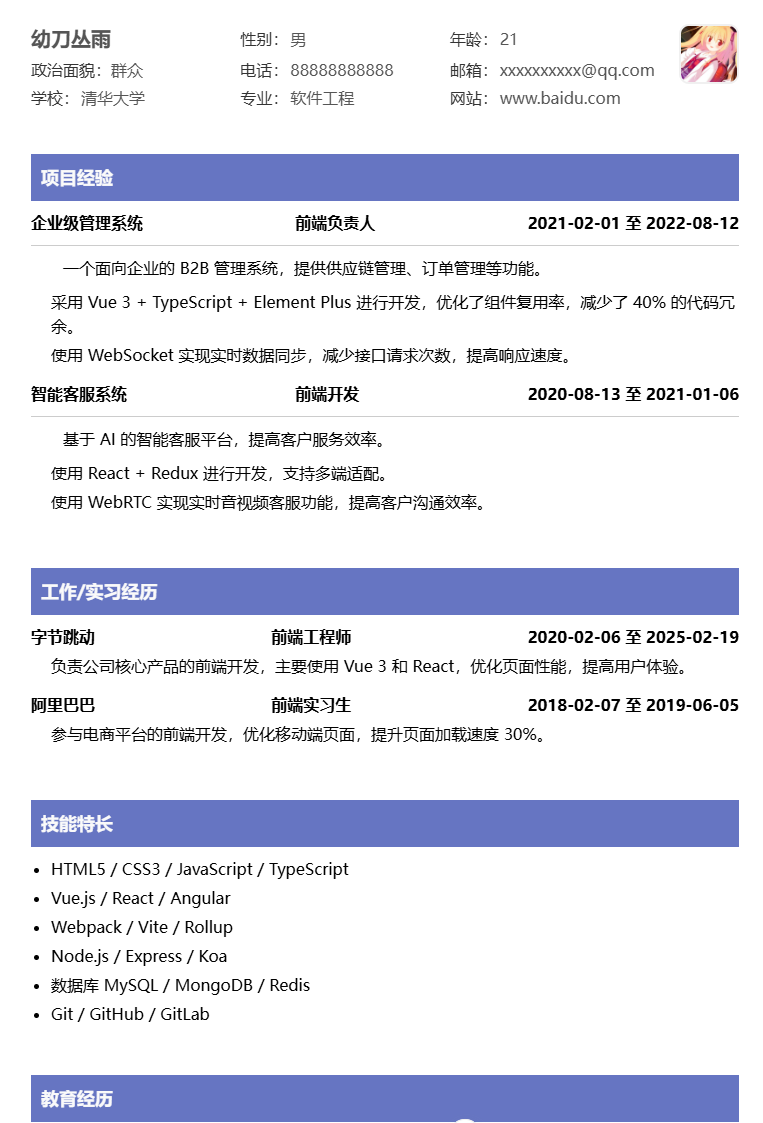 幼刀丛雨 性别：男 年龄：21
政治面貌：群众 电话：88888888888 邮箱：xxxxxxxxxx@qq.com
学校：清华大学 专业：软件工程 网站：www.baidu.com
项目经验
企业级管理系统 前端负责人 2021-02-01 至 2022-08-12
一个面向企业的 B2B 管理系统，提供供应链管理、订单管理等功能。
采用 Vue 3 + TypeScript + Element Plus 进行开发，优化了组件复用率，减少了 40% 的代码冗
余。
使用 WebSocket 实现实时数据同步，减少接口请求次数，提高响应速度。
智能客服系统 前端开发 2020-08-13 至 2021-01-06
基于 AI 的智能客服平台，提高客户服务效率。
使用 React + Redux 进行开发，支持多端适配。
使用 WebRTC 实现实时音视频客服功能，提高客户沟通效率。
工作/实习经历
字节跳动 前端工程师 2020-02-06 至 2025-02-19
负责公司核心产品的前端开发，主要使用 Vue 3 和 React，优化页面性能，提高用户体验。
阿里巴巴 前端实习生 2018-02-07 至 2019-06-05
参与电商平台的前端开发，优化移动端页面，提升页面加载速度 30%。
技能特长
• HTML5 / CSS3 / JavaScript / TypeScript
• Vue.js / React / Angular
• Webpack / Vite / Rollup
• Node.js / Express / Koa
• 数据库 MySQL / MongoDB / Redis
• Git / GitHub / GitLab
教育经历